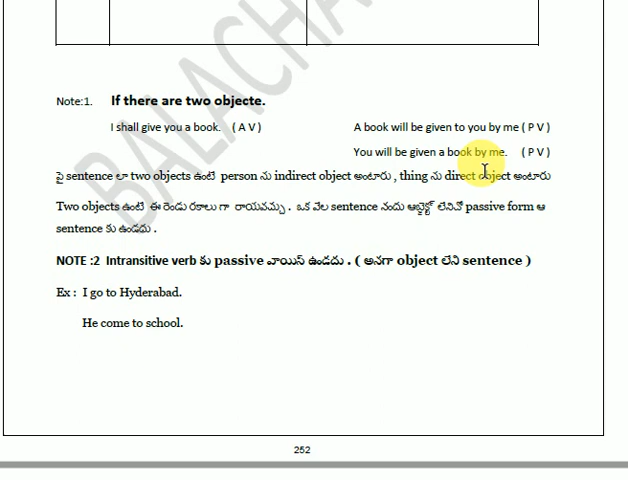 BALACHA
Note:1. If there are two objecte.
I shall give you a book. ( A V ) A book will be given to you by me ( P V )
You will be given a book by me. ( P V )
పై sentence లా two objects ఉంటె person ను indirect object అంటారు , thing ను direct object అంటారు
Two objects ఉంటె ఈ రెండు రకాలు గా రాయవచ్చు . ఒక వేల sentence నందు ఆబ్జెక్ట్ లేనిచో passive form ఆ
sentence కు ఉండదు .
NOTE :2 Intransitive verb కు passive వాయిస్ ఉండదు . ( అనగా object లేని sentence )
Ex : I go to Hyderabad.
He come to school.
252